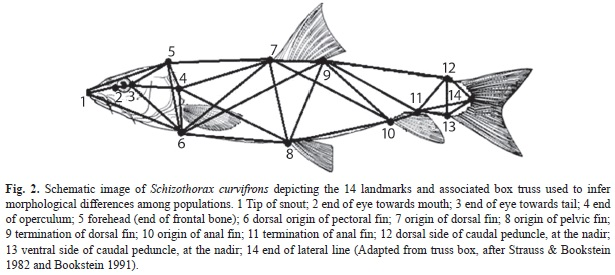 5
7
12
4
9
14
1
2
3
11
6
8
10
13
Fig. 2. Schematic image of Schizothorax curvifrons depicting the 14 landmarks and associated box truss used to infer
morphological differences among populations. 1 Tip of snout; 2 end of eye towards mouth; 3 end of eye towards tail; 4 end
of operculum; 5 forehead (end of frontal bone); 6 dorsal origin of pectoral fin; 7 origin of dorsal fin; 8 origin of pelvic fin;
9 termination of dorsal fin; 10 origin of anal fin; 11 termination of anal fin; 12 dorsal side of caudal peduncle, at the nadir;
13 ventral side of caudal peduncle, at the nadir; 14 end of lateral line (Adapted from truss box, after Strauss & Bookstein
1982 and Bookstein 1991).